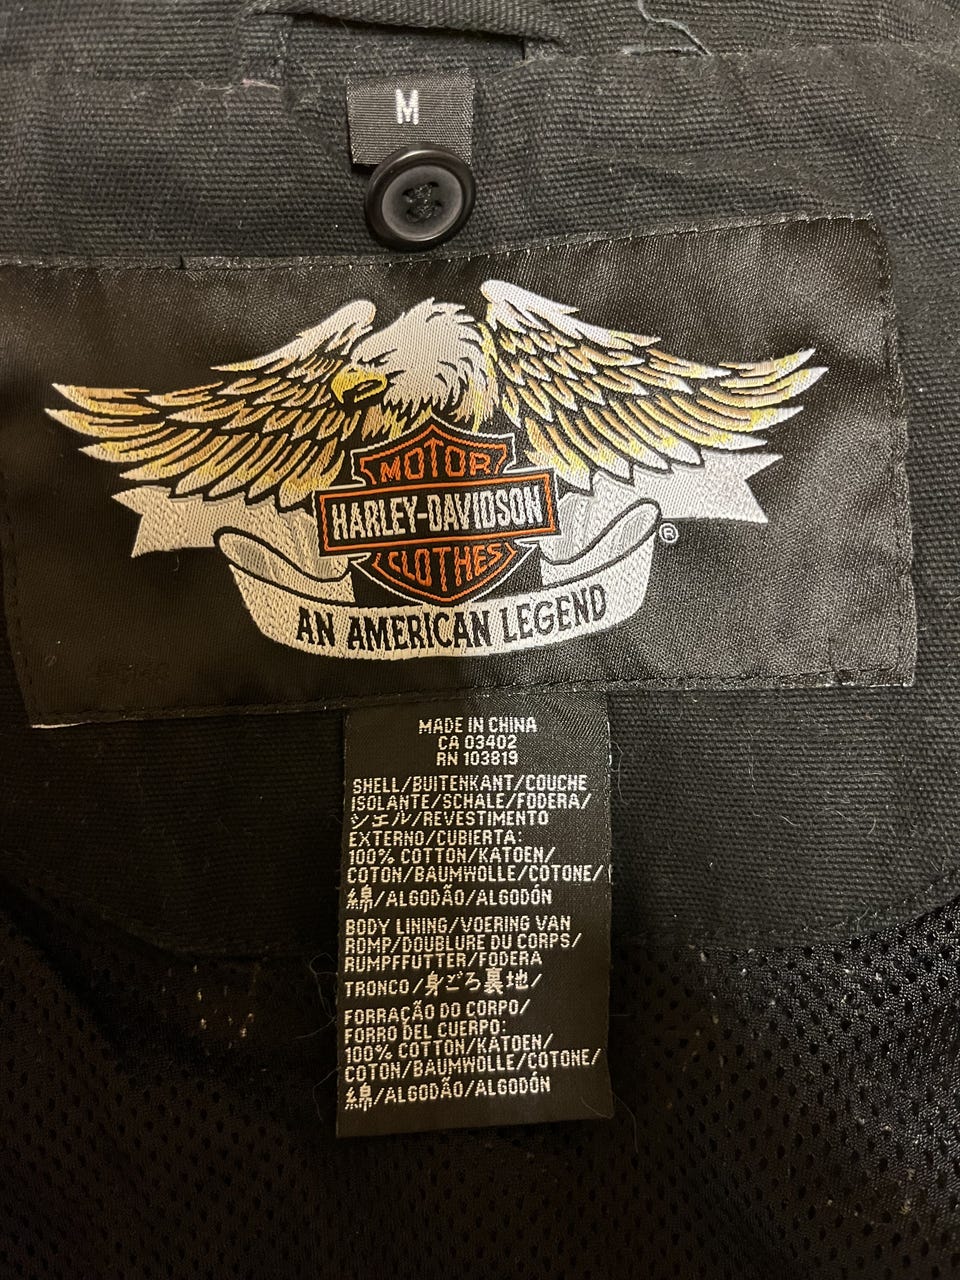 M
MOTOR
HARLEY-DAVIDSON
CLOTHES
®
AN AMERICAN LEGEND
MADE IN CHINA
CA 03402
RN 103819
SHELL/BUITENKANT/COUCHE
ISOLANTE/SCHALE/FODERA/
シェル/REVESTIMENTO
EXTERNO/CUBIERTA:
100% COTTON/KATOEN/
COTON/BAUMWOLLE/COTONE/
綿/ALGODÃO/ALGODÓN
BODY LINING/VOERING VAN
ROMP/DOUBLURE DU CORPS/
RUMPFFUTTER/FODERA
TRONCO/身ごろ裏地/
FORRAÇÃO DO CORPO/
FORRO DEL CUERPO:
100% COTTON/KATOEN/
COTON/BAUMWOLLE/COTONE/
綿/ALGODÃO/ALGODÓN